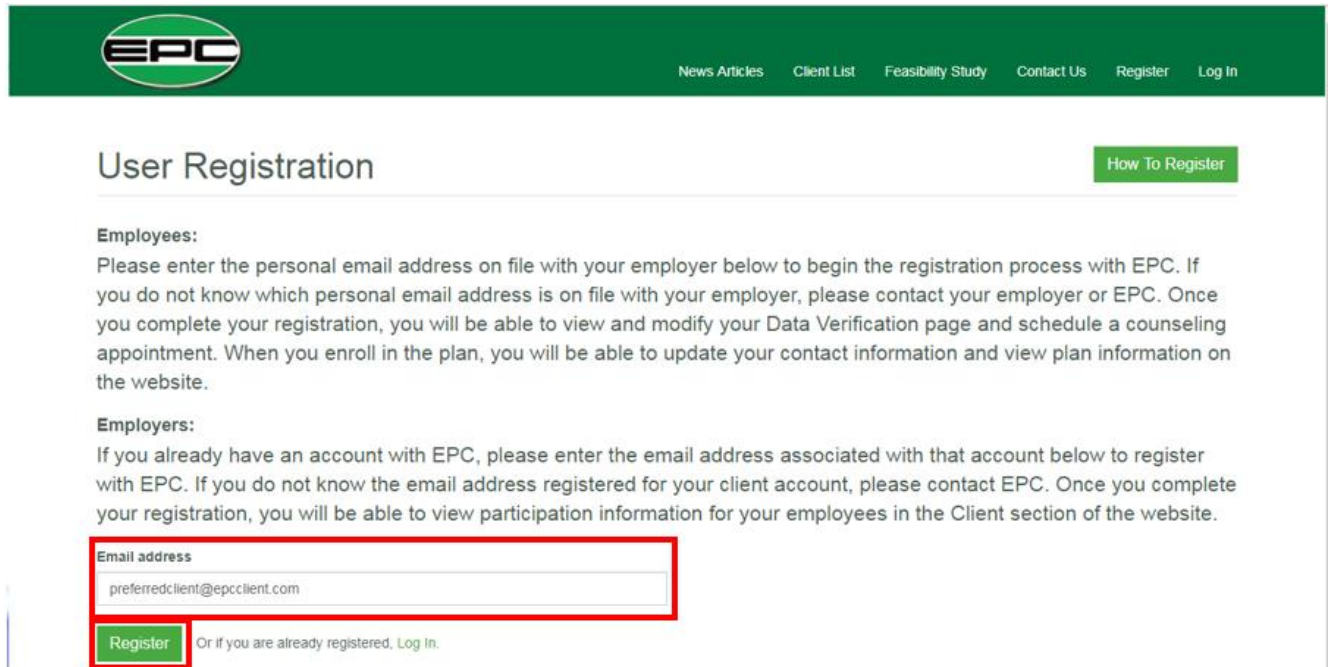 EPC
News Articles Client List Feasibility Study Contact Us Register Log In
User Registration
How To Register
Employees:
Please enter the personal email address on file with your employer below to begin the registration process with EPC. If
you do not know which personal email address is on file with your employer, please contact your employer or EPC. Once
you complete your registration, you will be able to view and modify your Data Verification page and schedule a counseling
appointment. When you enroll in the plan, you will be able to update your contact information and view plan information on
the website.
Employers:
If you already have an account with EPC, please enter the email address associated with that account below to register
with EPC. If you do not know the email address registered for your client account, please contact EPC. Once you complete
your registration, you will be able to view participation information for your employees in the Client section of the website.
Email address
preferredclient@epcclient.com
Register Or if you are already registered, Log In.